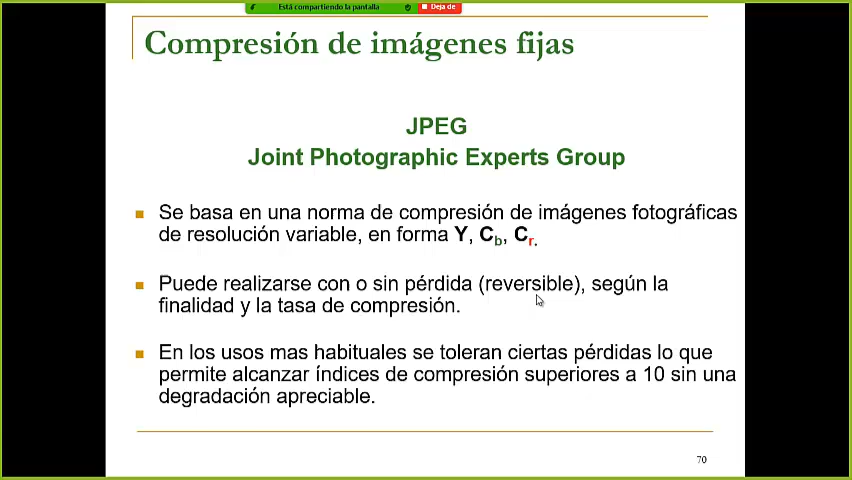 Está compartiendo la pantalla
Deja de
Compresión de imágenes fijas
JPEG
Joint Photographic Experts Group
Se basa en una norma de compresión de imágenes fotográficas
de resolución variable, en forma Y, Cb, Cr.
Puede realizarse con o sin pérdida (reversible), según la
finalidad y la tasa de compresión.
En los usos mas habituales se toleran ciertas pérdidas lo que
permite alcanzar índices de compresión superiores a 10 sin una
degradación apreciable.
70